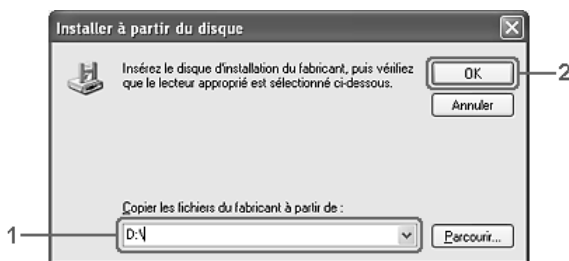 Installer à partir du disque
Insérez le disque d'installation du fabricant, puis vérifiez
que le lecteur approprié est sélectionné ci-dessous.
OK
2
Annuler
Copier les fichiers du fabricant à partir de :
1
D:\
Parcourir...